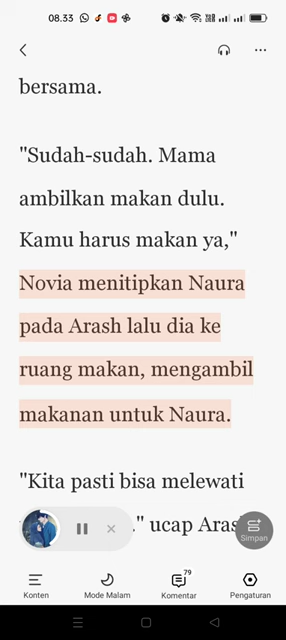 08.33
bersama.
"Sudah-sudah. Mama
ambilkan makan dulu.
Kamu harus makan ya,"
Novia menitipkan Naura
pada Arash lalu dia ke
ruang makan, mengambil
makanan untuk Naura.
"Kita pasti bisa melewati
." ucap Aras
Simpan
79
Konten
Mode Malam
Komentar
Pengaturan